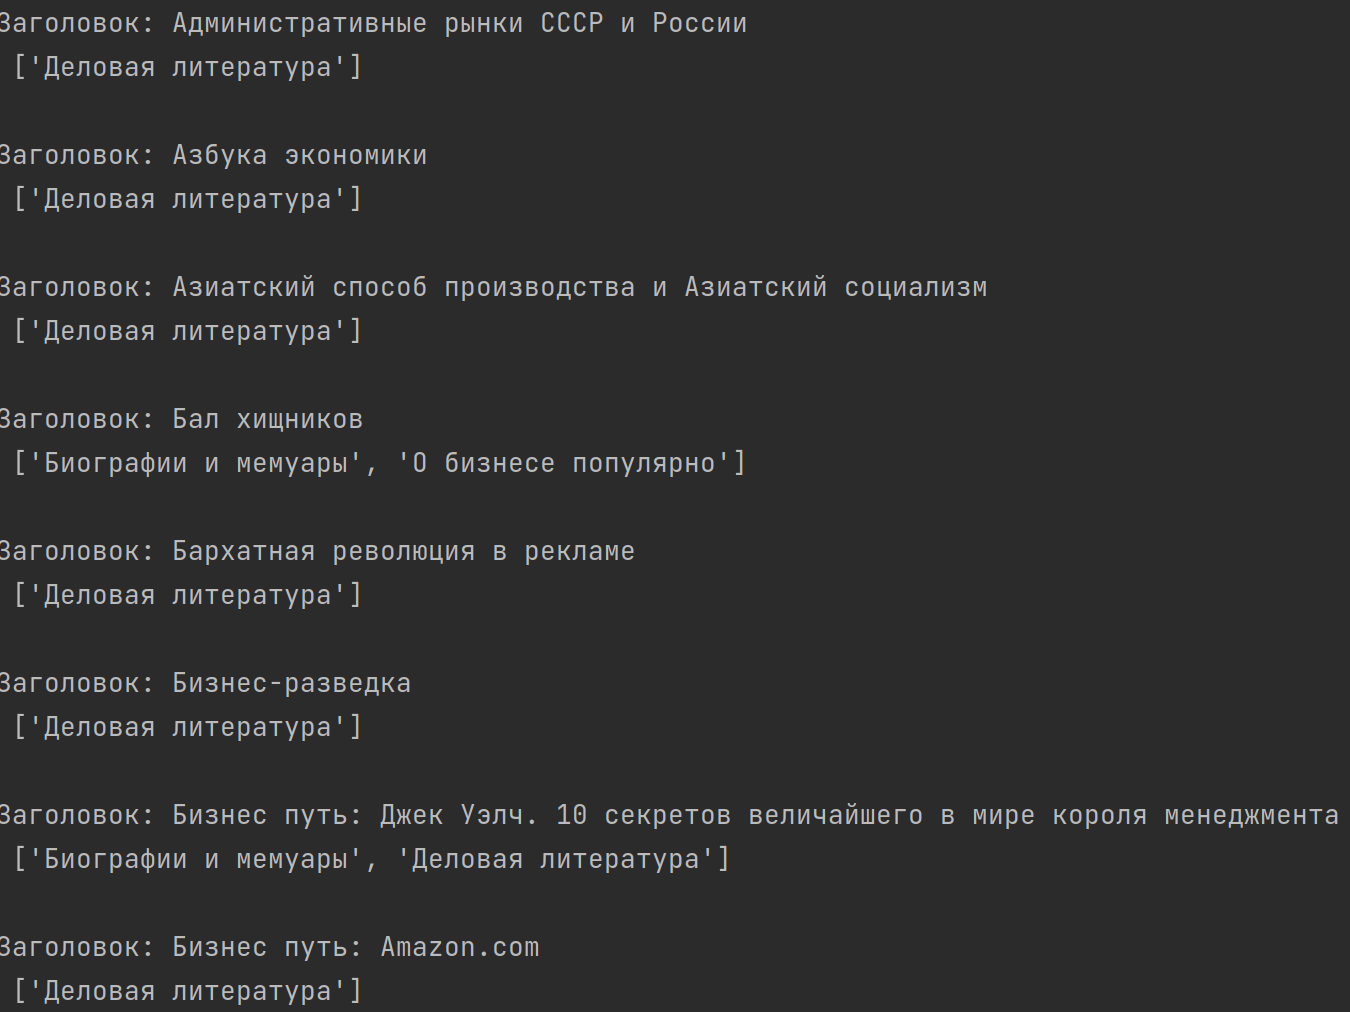 Заголовок: Административные рынки СССР и России
['Деловая литература']
Заголовок: Азбука экономики
['Деловая литература']
Заголовок: Азиатский способ производства и Азиатский социализм
['Деловая литература']
Заголовок: Бал хищников
['Биографии и мемуары', 'О бизнесе популярно']
Заголовок: Бархатная революция в рекламе
['Деловая литература']
Заголовок: Бизнес-разведка
['Деловая литература']
Заголовок: Бизнес путь: Джек Уэлч. 10 секретов величайшего в мире короля менеджмента
['Биографии и мемуары', 'Деловая литература']
Заголовок: Бизнес путь: Amazon.com
['Деловая литература']